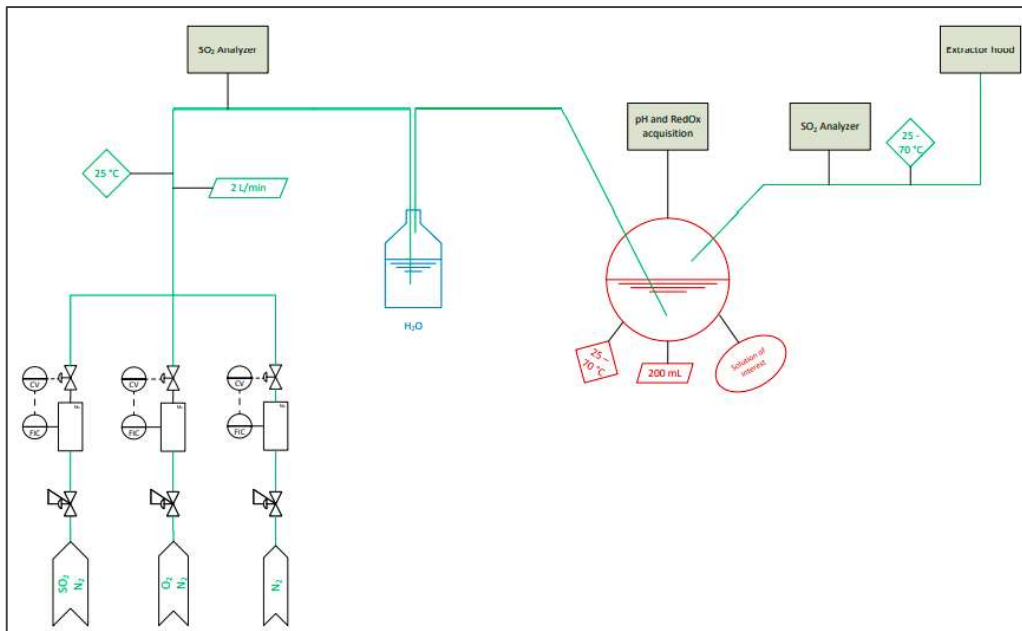 SO₂ Analyzer
Extractor hood
pH and RedOx
acquisition
SO₂ Analyzer
25 -
70 °C
25 °C
2 L/min
H₂O
25 –
70 °C
200 mL
Solution of
interest
CV
CV
CV
FIC
FIC
FIC
SO₂
N₂
O₂
N₂
N₂